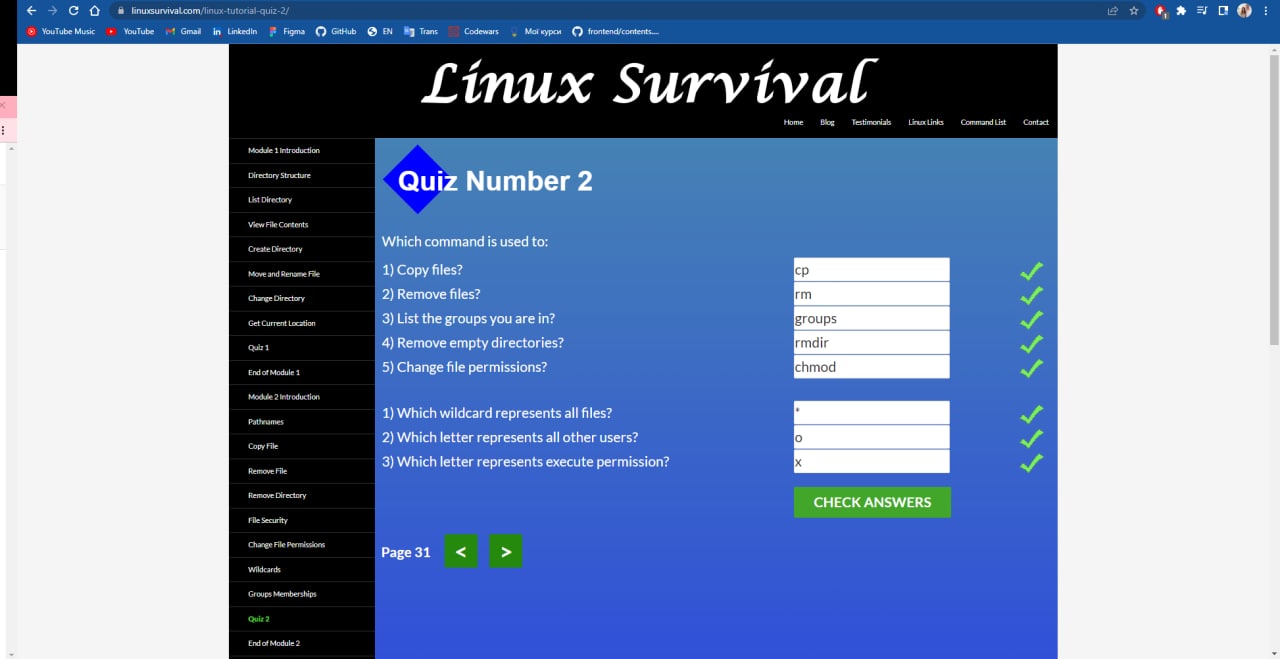 linuxsurvival.com/linux-tutorial-quiz-2/
YouTube Music YouTube Gmail LinkedIn Figma GitHub EN Trans Codewars Мої курси frontend/contents....
Linux Survival
Home Blog Testimonials Linux Links Command List Contact
Module 1 Introduction
Directory Structure
List Directory
View File Contents
Create Directory
Move and Rename File
Change Directory
Get Current Location
Quiz 1
End of Module 1
Module 2 Introduction
Pathnames
Copy File
Remove File
Remove Directory
File Security
Change File Permissions
Wildcards
Groups Memberships
Quiz 2
End of Module 2
Quiz Number 2
Which command is used to:
1) Copy files? cp
2) Remove files? rm
3) List the groups you are in? groups
4) Remove empty directories? rmdir
5) Change file permissions? chmod
1) Which wildcard represents all files? *
2) Which letter represents all other users? o
3) Which letter represents execute permission? x
CHECK ANSWERS
Page 31 < >